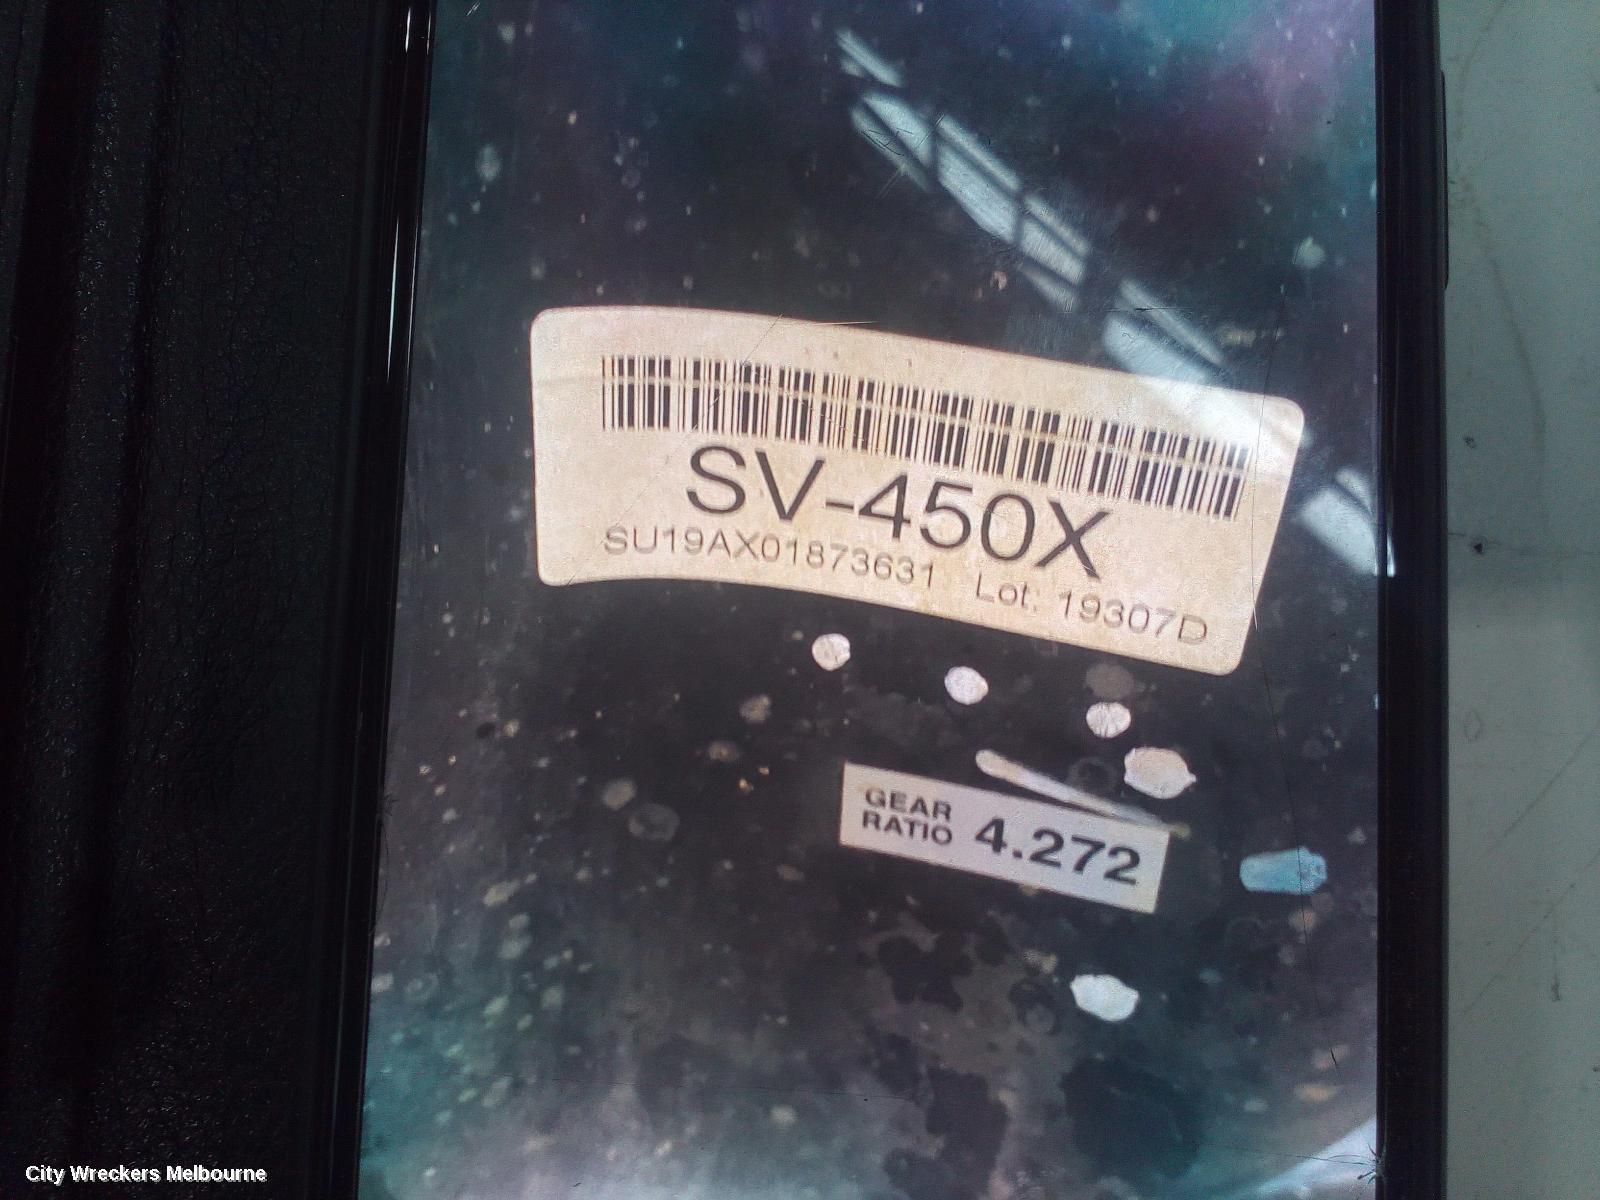 SV-450X
SU19AX01873631 Lot: 19307D
GEAR
RATIO 4.272
City Wreckers Melbourne